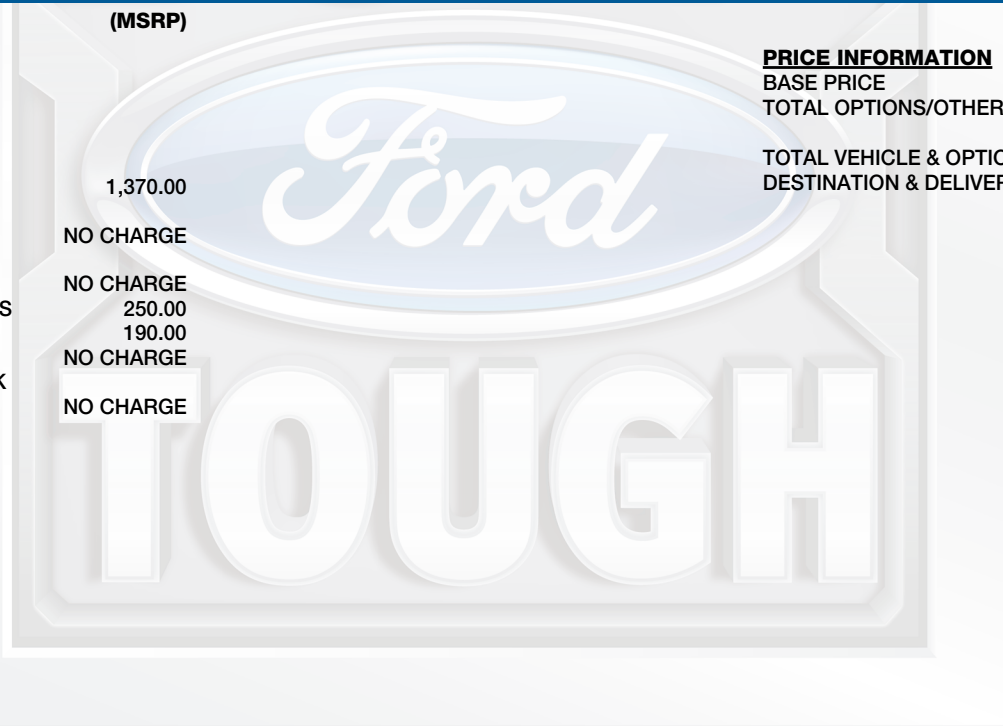 (MSRP)
1,370.00
NO CHARGE
NO CHARGE
S 250.00
190.00
NO CHARGE
K
NO CHARGE
PRICE INFORMATION
BASE PRICE
TOTAL OPTIONS/OTHER
TOTAL VEHICLE & OPTIO
DESTINATION & DELIVER
Ford
TOUGH